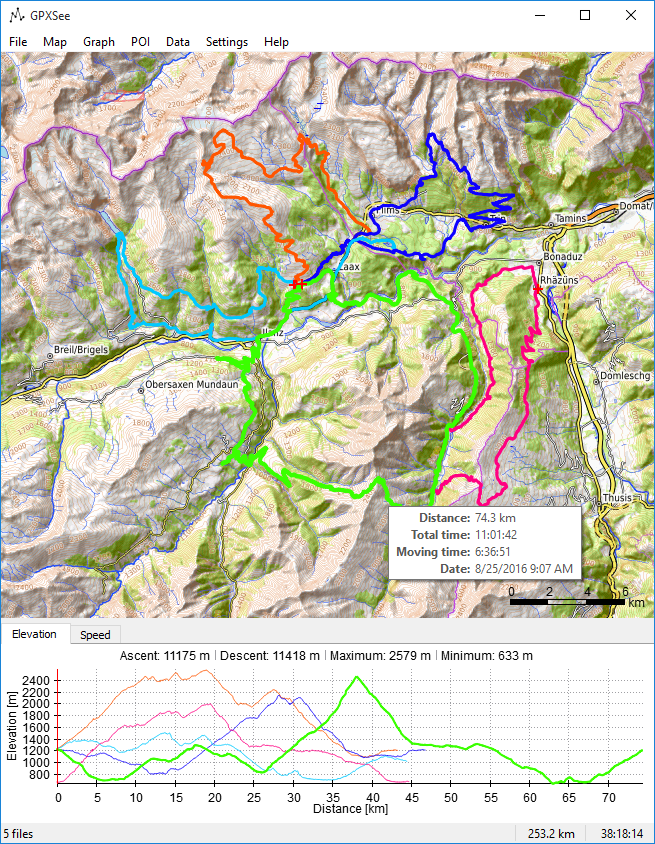 GPXSee
File Map Graph POI Data Settings Help
Flims
Trin
Tamins
Domat/
Bonaduz
Laax
Rhäzüns
Ilanz
Breil/Brigels
Obersaxen Mundaun
Domleschg
Thusis
Distance: 74.3 km
Total time: 11:01:42
Moving time: 6:36:51
Date: 8/25/2016 9:07 AM
0 2 4 6
km
Elevation Speed
Ascent: 11175 m | Descent: 11418 m | Maximum: 2579 m | Minimum: 633 m
Elevation [m]
2400
2200
2000
1800
1600
1400
1200
1000
800
0 5 10 15 20 25 30 35 40 45 50 55 60 65 70
Distance [km]
5 files 253.2 km 38:18:14